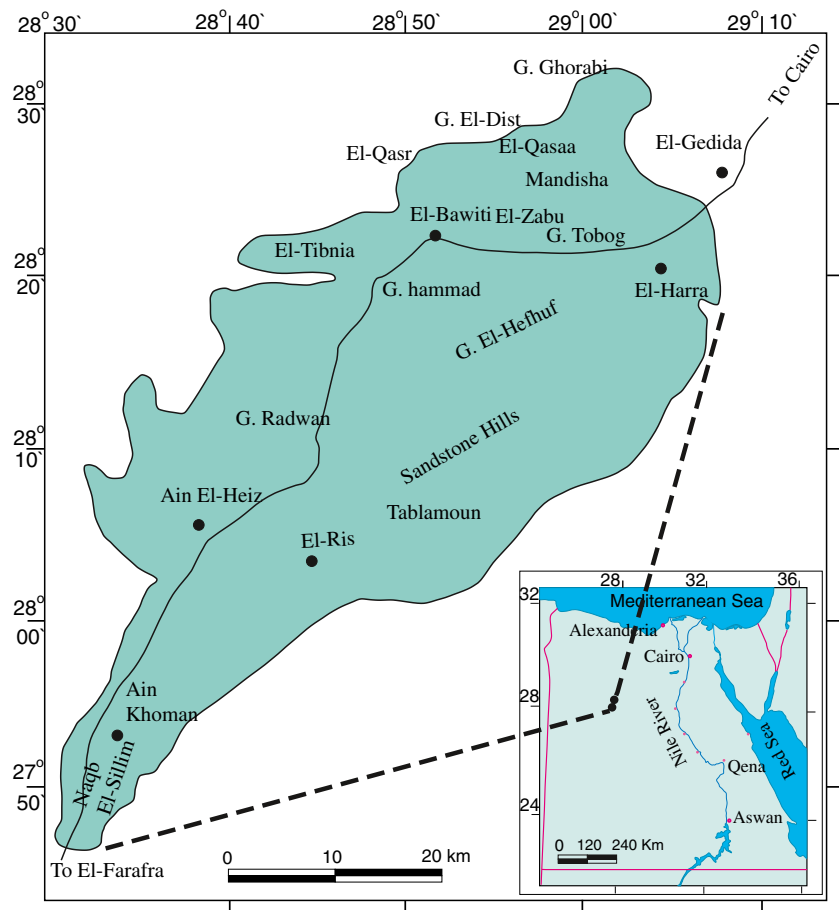 28° 30'
28° 40'
28° 50'
29° 00'
29° 10'
28°
30'
28°
20'
28°
10'
28°
00'
27°
50'
To Cairo
G. Ghorabi
G. El-Dist
El-Qasr
El-Qasaa
El-Gedida
Mandisha
El-Bawiti
El-Zabu
G. Tobog
El-Tibnia
G. hammad
El-Harra
G. El-Hefhuf
G. Radwan
Sandstone Hills
Ain El-Heiz
Tablamoun
El-Ris
Ain
Khoman
Naqb
El-Sillim
To El-Farafra
0 10 20 km
28 32 36
32
28
24
Mediterranean Sea
Alexanderia
Cairo
Nile River
Red Sea
Qena
Aswan
0 120 240 Km